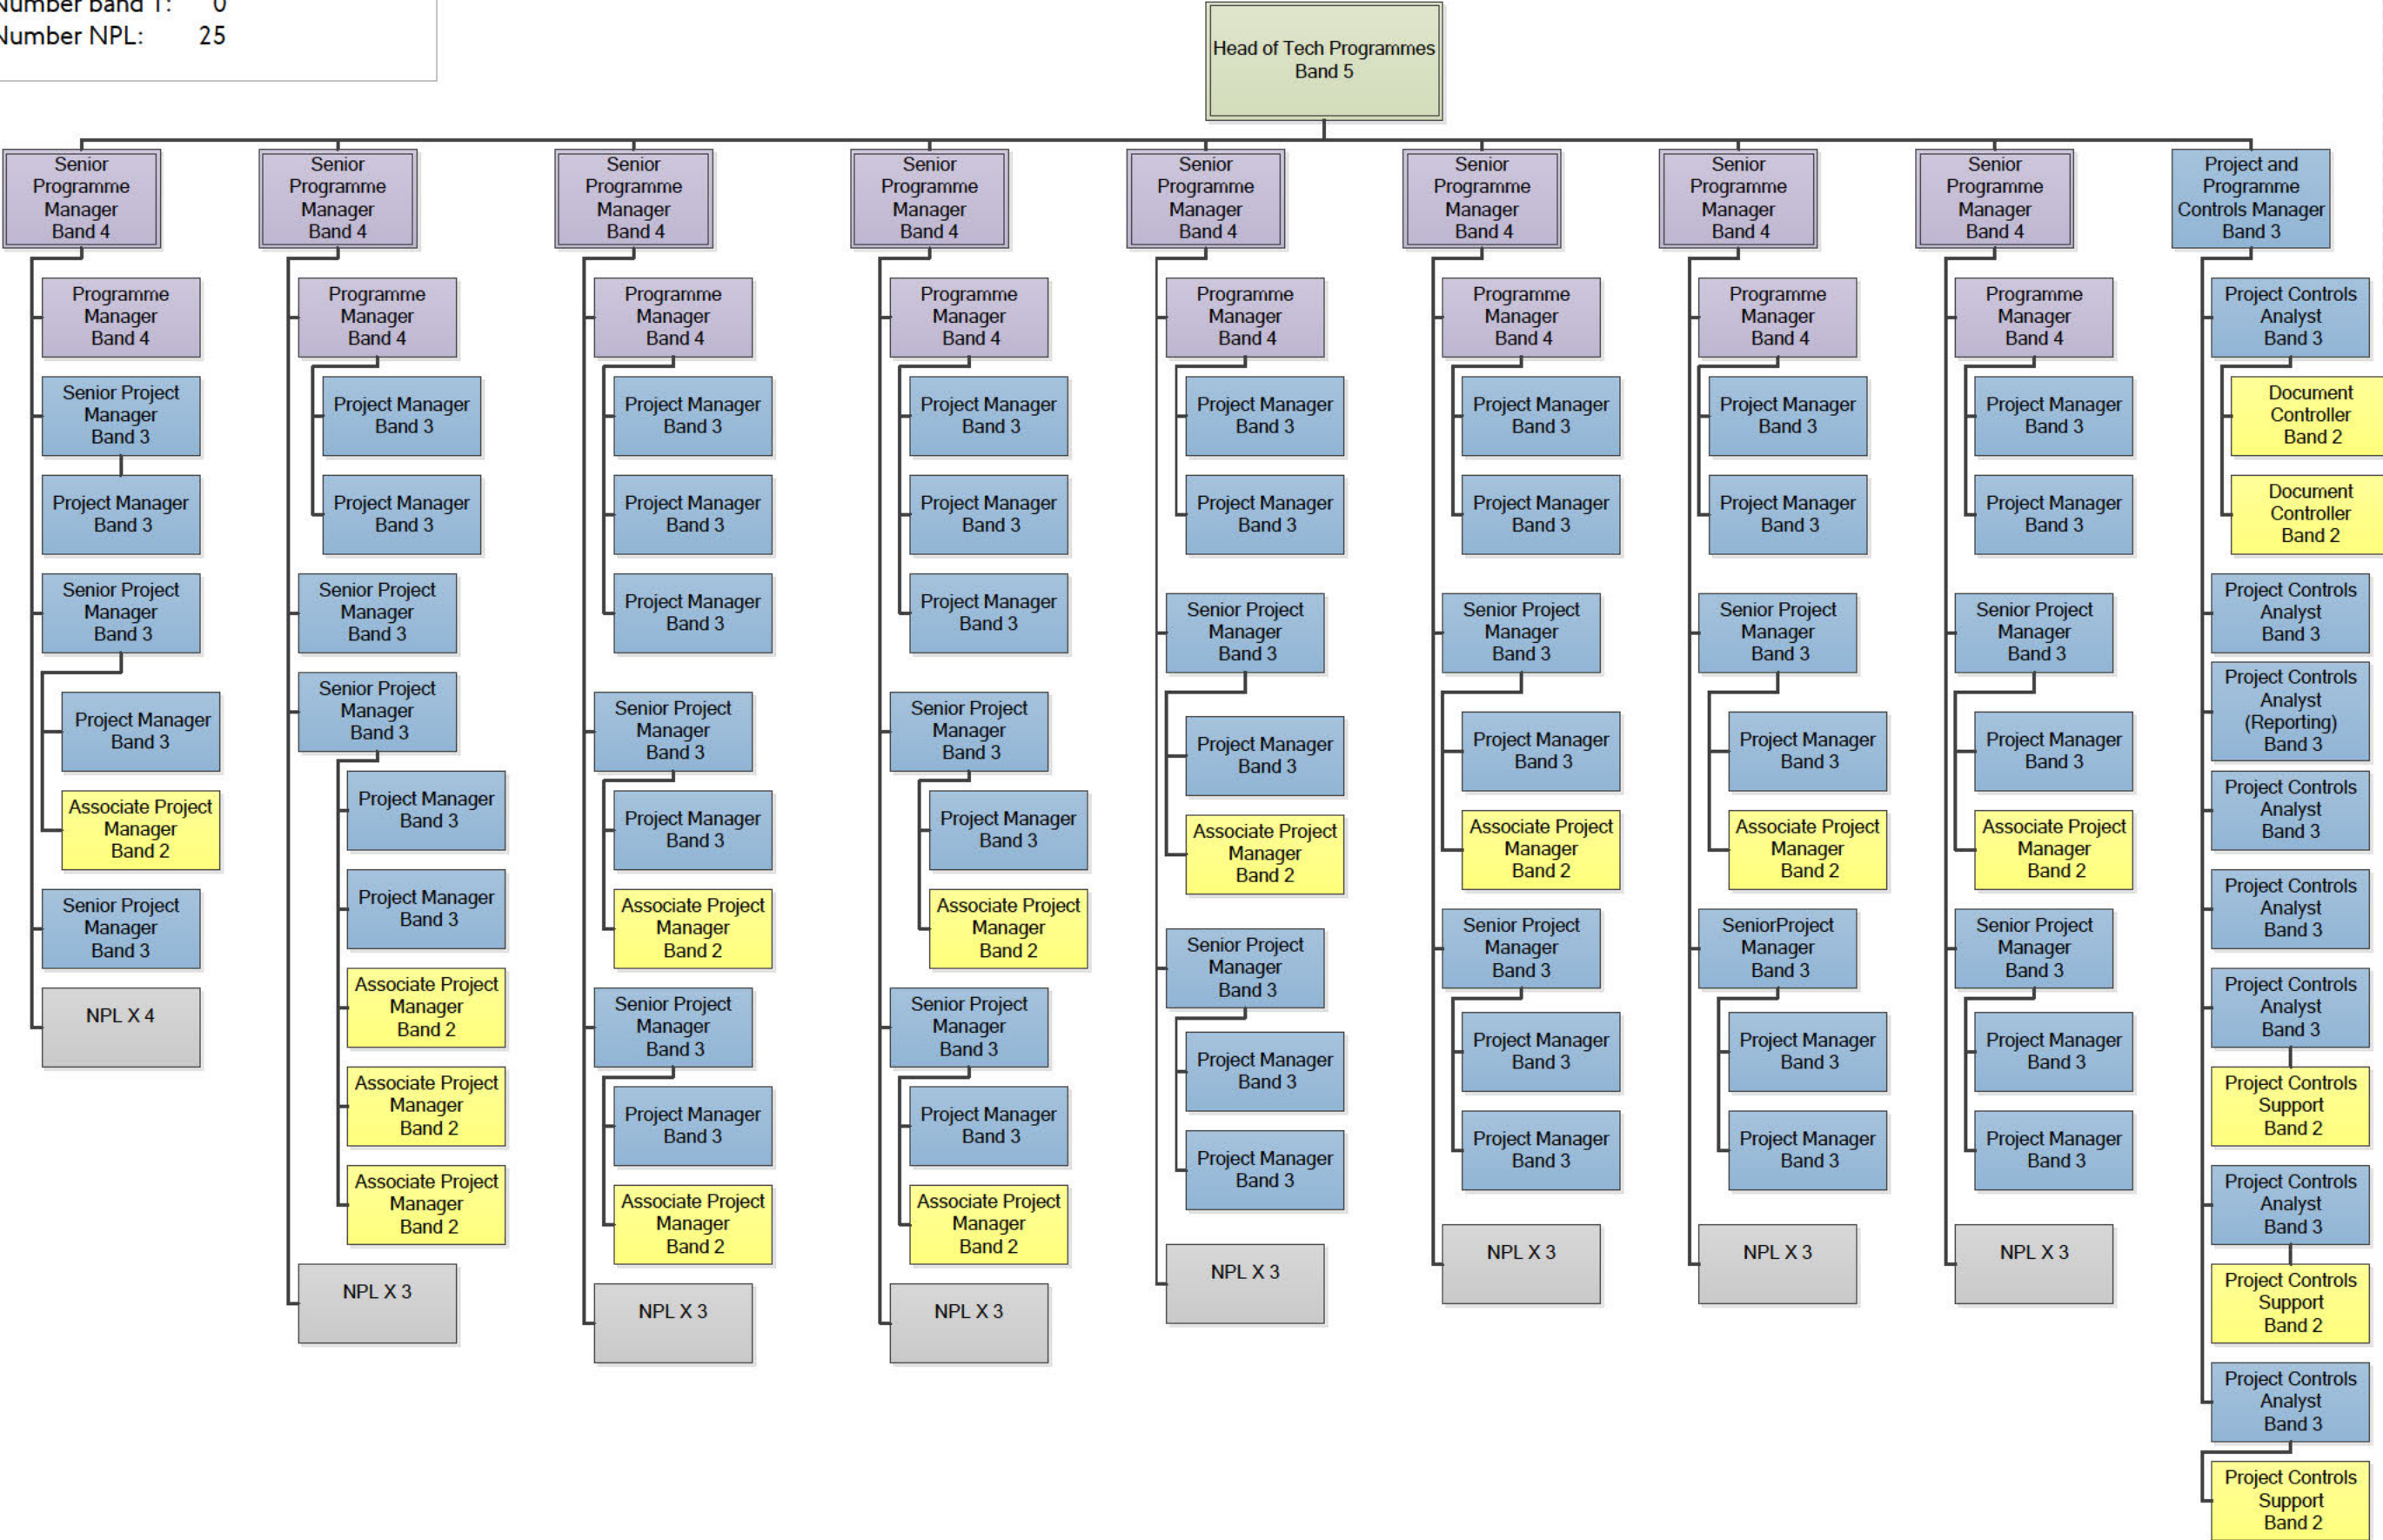 Number band 1: 0
Number NPL: 25
Head of Tech Programmes
Band 5
Senior
Programme
Manager
Band 4
Programme
Manager
Band 4
Senior Project
Manager
Band 3
Project Manager
Band 3
Senior Project
Manager
Band 3
Project Manager
Band 3
Associate Project
Manager
Band 2
Senior Project
Manager
Band 3
NPL X 4
Senior
Programme
Manager
Band 4
Programme
Manager
Band 4
Project Manager
Band 3
Project Manager
Band 3
Senior Project
Manager
Band 3
Senior Project
Manager
Band 3
Project Manager
Band 3
Project Manager
Band 3
Associate Project
Manager
Band 2
Associate Project
Manager
Band 2
Associate Project
Manager
Band 2
NPL X 3
Senior
Programme
Manager
Band 4
Programme
Manager
Band 4
Project Manager
Band 3
Project Manager
Band 3
Project Manager
Band 3
Senior Project
Manager
Band 3
Project Manager
Band 3
Associate Project
Manager
Band 2
Senior Project
Manager
Band 3
Project Manager
Band 3
Associate Project
Manager
Band 2
NPL X 3
Senior
Programme
Manager
Band 4
Programme
Manager
Band 4
Project Manager
Band 3
Project Manager
Band 3
Project Manager
Band 3
Senior Project
Manager
Band 3
Project Manager
Band 3
Associate Project
Manager
Band 2
Senior Project
Manager
Band 3
Project Manager
Band 3
Associate Project
Manager
Band 2
NPL X 3
Senior
Programme
Manager
Band 4
Programme
Manager
Band 4
Project Manager
Band 3
Project Manager
Band 3
Senior Project
Manager
Band 3
Project Manager
Band 3
Associate Project
Manager
Band 2
Senior Project
Manager
Band 3
Project Manager
Band 3
Project Manager
Band 3
NPL X 3
Senior
Programme
Manager
Band 4
Programme
Manager
Band 4
Project Manager
Band 3
Project Manager
Band 3
Senior Project
Manager
Band 3
Project Manager
Band 3
Associate Project
Manager
Band 2
Senior Project
Manager
Band 3
Project Manager
Band 3
Project Manager
Band 3
NPL X 3
Senior
Programme
Manager
Band 4
Programme
Manager
Band 4
Project Manager
Band 3
Project Manager
Band 3
Senior Project
Manager
Band 3
Project Manager
Band 3
Associate Project
Manager
Band 2
SeniorProject
Manager
Band 3
Project Manager
Band 3
Project Manager
Band 3
NPL X 3
Senior
Programme
Manager
Band 4
Programme
Manager
Band 4
Project Manager
Band 3
Project Manager
Band 3
Senior Project
Manager
Band 3
Project Manager
Band 3
Associate Project
Manager
Band 2
Senior Project
Manager
Band 3
Project Manager
Band 3
Project Manager
Band 3
NPL X 3
Project and
Programme
Controls Manager
Band 3
Project Controls
Analyst
Band 3
Document
Controller
Band 2
Document
Controller
Band 2
Project Controls
Analyst
Band 3
Project Controls
Analyst
(Reporting)
Band 3
Project Controls
Analyst
Band 3
Project Controls
Analyst
Band 3
Project Controls
Analyst
Band 3
Project Controls
Support
Band 2
Project Controls
Analyst
Band 3
Project Controls
Support
Band 2
Project Controls
Analyst
Band 3
Project Controls
Support
Band 2